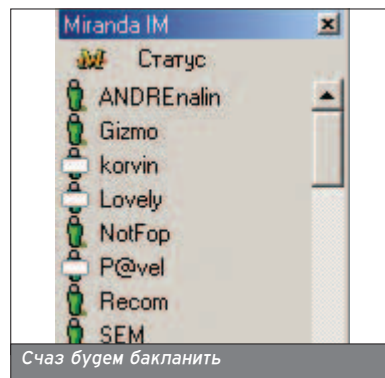 Miranda IM
Статус
ANDREnalin
Gizmo
korvin
Lovely
NotFop
P@vel
Recom
SEM
Счаз будем бакланить